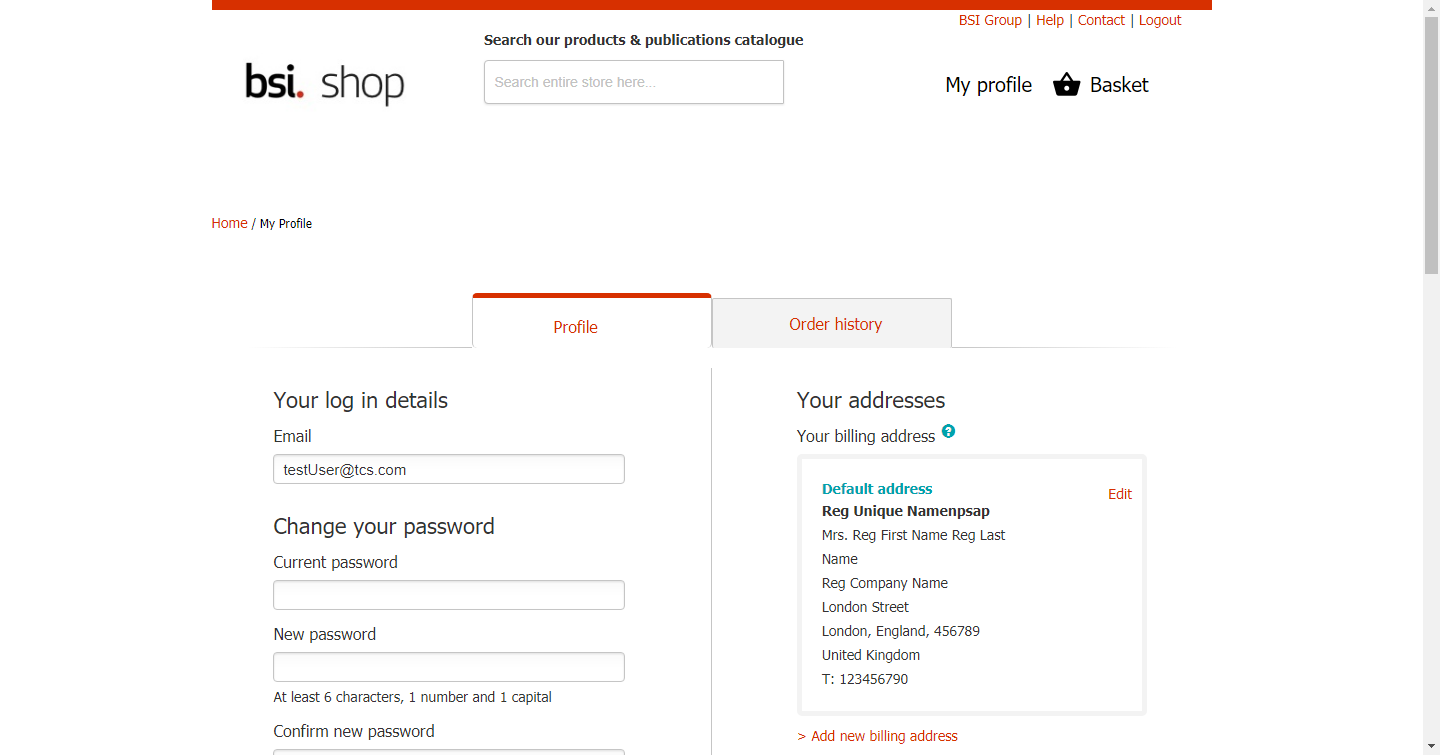 BSI Group | Help | Contact | Logout
Search our products & publications catalogue
bsi. shop
Search entire store here...
My profile
Basket
Home / My Profile
Profile
Order history
Your log in details
Email
testUser@tcs.com
Change your password
Current password
New password
At least 6 characters, 1 number and 1 capital
Confirm new password
Your addresses
Your billing address ?
Default address
Edit
Reg Unique Namenpsap
Mrs. Reg First Name Reg Last
Name
Reg Company Name
London Street
London, England, 456789
United Kingdom
T: 123456790
> Add new billing address